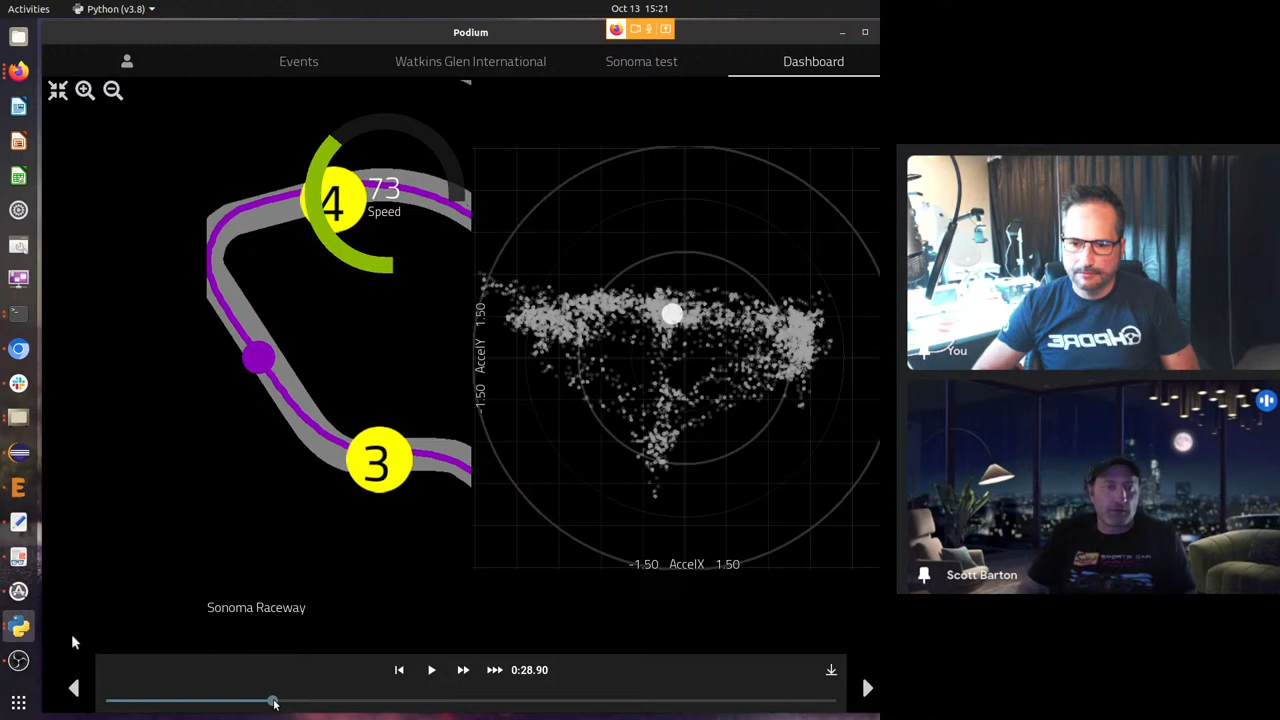 Activities
Python (v3.8)
Oct 13 15:21
Podium
Events
Watkins Glen International
Sonoma test
Dashboard
4
73
Speed
3
1.50
AccelY
-1.50
-1.50 AccelX 1.50
Sonoma Raceway
0:28.90
You
Scott Barton